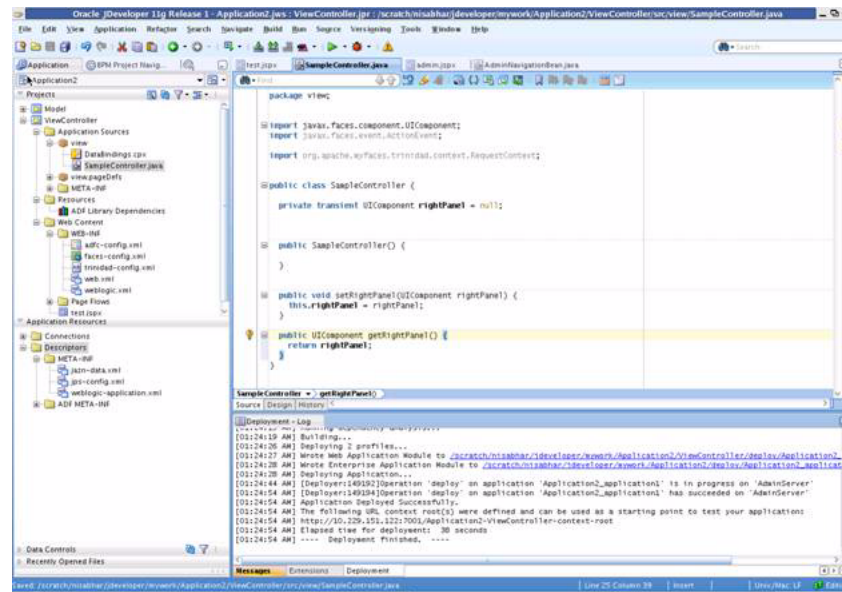 Oracle JDeveloper 11g Release 1 - Application2.jws : ViewController.jpr : /scratch/nisabhar/jdeveloper/mywork/Application2/ViewController/src/view/SampleController.java
File Edit View Application Refactor Search Navigate Build Run Source Versioning Tools Window Help
Search
Application
BPM Project Navig...
test.jspx
SampleController.java
admin.jspx
AdminNavigationBean.java
Application2
Find
Projects
Model
ViewController
Application Sources
view
DataBindings.cpx
SampleController.java
view.pageDefs
META-INF
Resources
ADF Library Dependencies
Web Content
WEB-INF
adfc-config.xml
faces-config.xml
trinidad-config.xml
web.xml
weblogic.xml
Page Flows
test.jspx
Application Resources
Connections
Descriptors
META-INF
jazn-data.xml
jps-config.xml
weblogic-application.xml
ADF META-INF
Data Controls
Recently Opened Files
package view;
import javax.faces.component.UIComponent;
import javax.faces.event.ActionEvent;
import org.apache.myfaces.trinidad.context.RequestContext;
public class SampleController {
private transient UIComponent rightPanel = null;
public SampleController() {
}
public void setRightPanel(UIComponent rightPanel) {
this.rightPanel = rightPanel;
}
public UIComponent getRightPanel() {
return rightPanel;
}
}
SampleController getRightPanel()
Source Design History
Deployment - Log
[01:24:19 AM] Building...
[01:24:26 AM] Deploying 2 profiles...
[01:24:27 AM] Wrote Web Application Module to /scratch/nisabhar/jdeveloper/mywork/Application2/ViewController/deploy/Application2_
[01:24:28 AM] Wrote Enterprise Application Module to /scratch/nisabhar/jdeveloper/mywork/Application2/deploy/Application2_applicat
[01:24:28 AM] Deploying Application...
[01:24:44 AM] [Deployer:149192]Operation 'deploy' on application 'Application2_application1' is in progress on 'AdminServer'
[01:24:54 AM] [Deployer:149194]Operation 'deploy' on application 'Application2_application1' has succeeded on 'AdminServer'
[01:24:54 AM] Application Deployed Successfully.
[01:24:54 AM] The following URL context root(s) were defined and can be used as a starting point to test your application:
[01:24:54 AM] http://10.229.151.122:7001/Application2-ViewController-context-root
[01:24:54 AM] Elapsed time for deployment: 38 seconds
[01:24:54 AM] ---- Deployment finished. ----
Messages Extensions Deployment
Saved: /scratch/nisabhar/jdeveloper/mywork/Application2/ViewController/src/view/SampleController.java
Line 25 Column 39 Insert Unix/Mac: LF